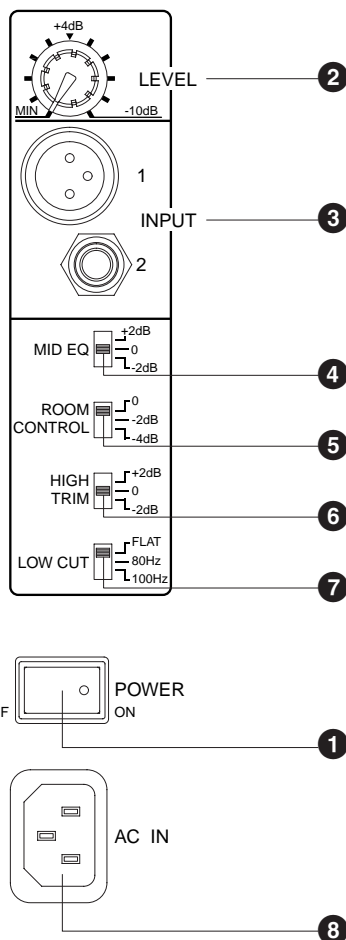 +4dB
LEVEL
2
MIN
-10dB
1
INPUT
3
2
MID EQ
+2dB
0
-2dB
4
ROOM
CONTROL
0
-2dB
-4dB
5
HIGH
TRIM
+2dB
0
-2dB
6
LOW CUT
FLAT
80Hz
100Hz
7
POWER
F
ON
1
AC IN
8